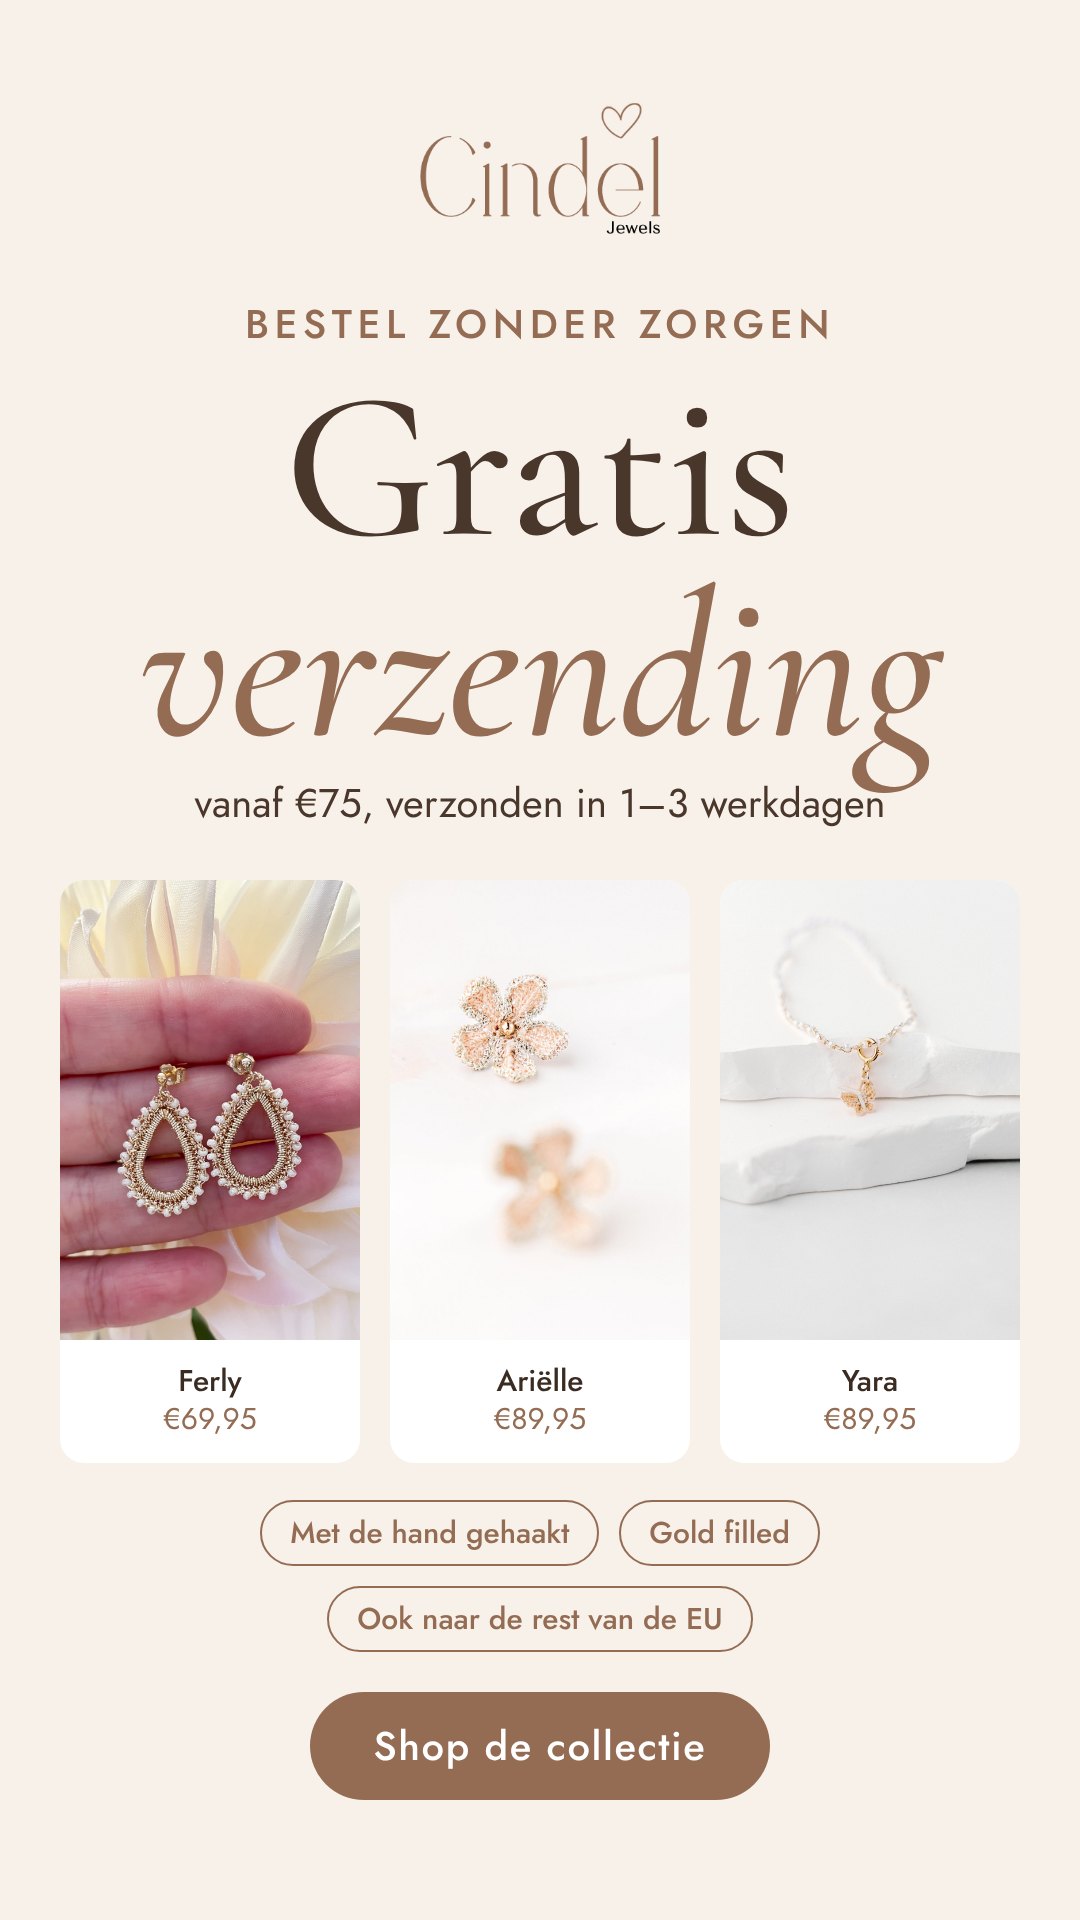 Cindel
Jewels
BESTEL ZONDER ZORGEN
Gratis
verzending
vanaf €75, verzonden in 1–3 werkdagen
Ferly
€69,95
Ariëlle
€89,95
Yara
€89,95
Met de hand gehaakt
Gold filled
Ook naar de rest van de EU
Shop de collectie